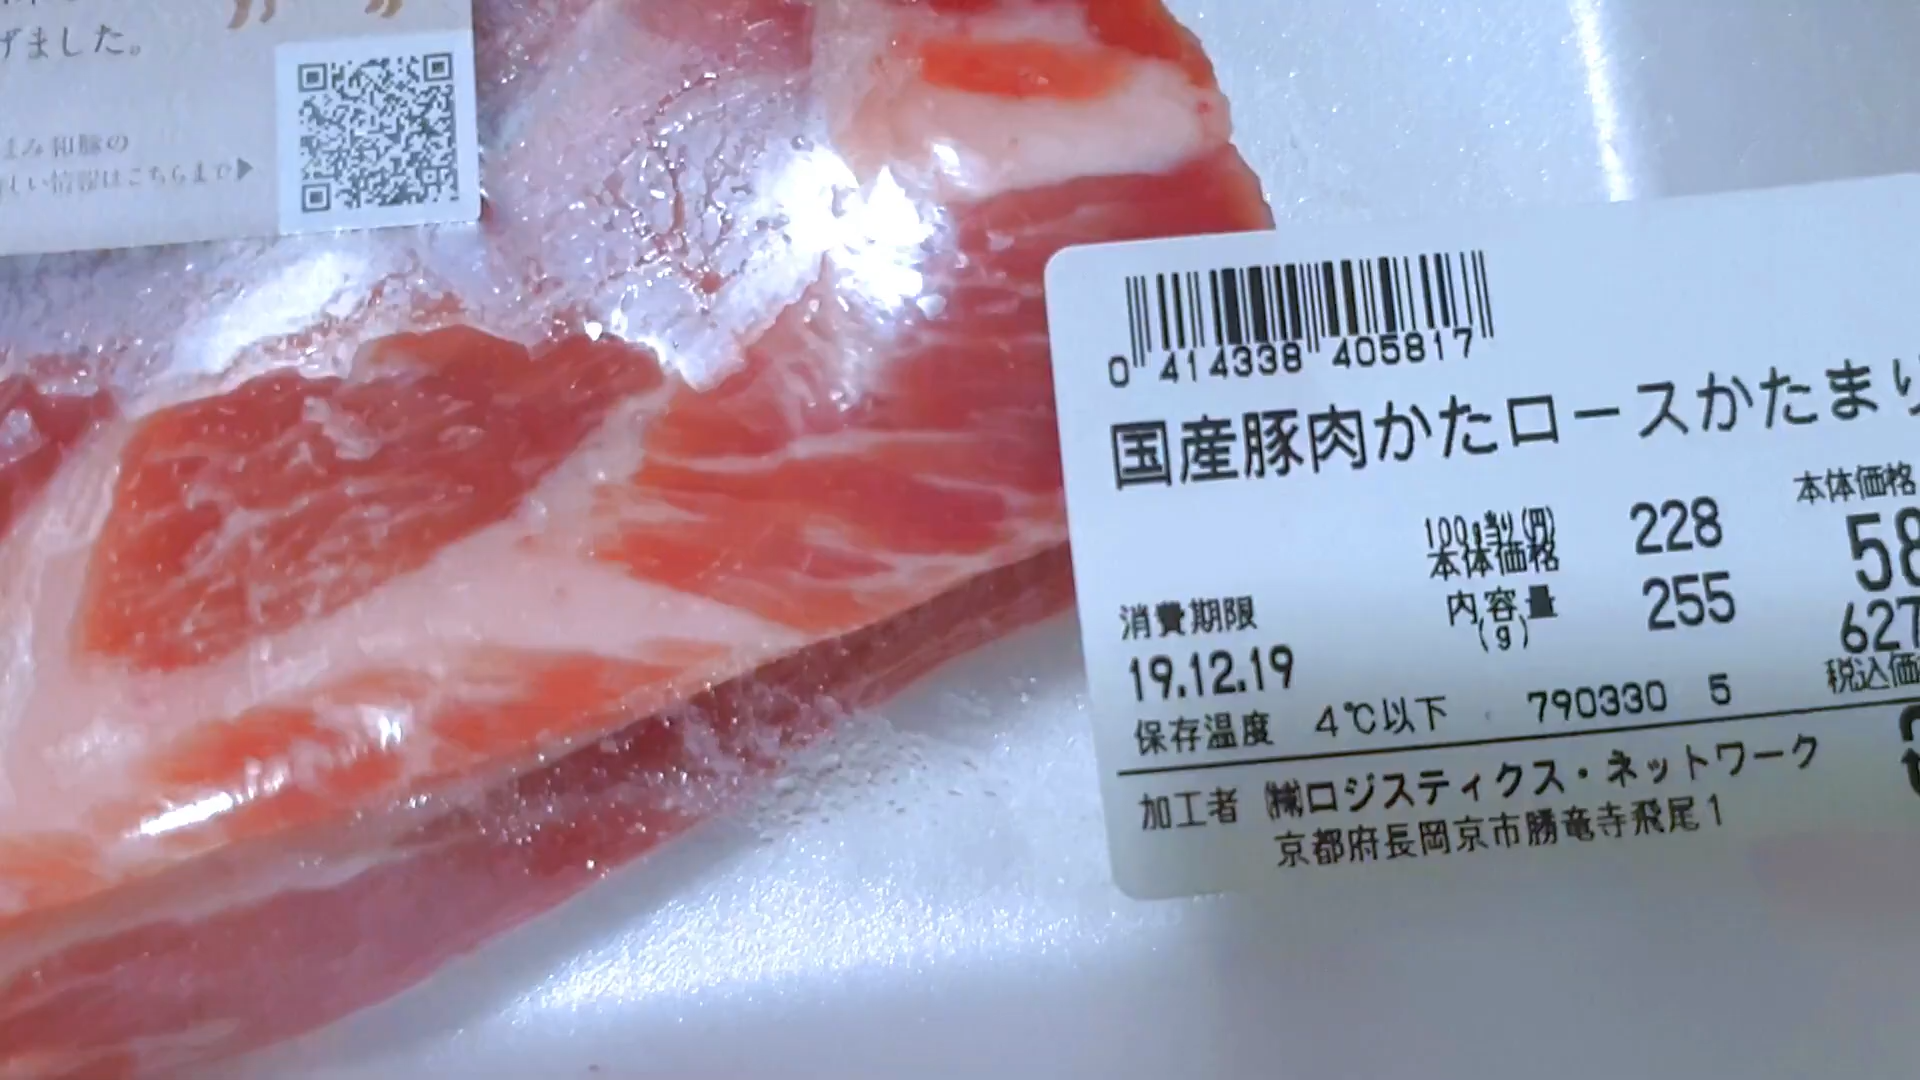 げました。
まみ和豚の
しい情報はこちらまで▶
0 414338 405817
国産豚肉かたロースかたまり
本体価格
100g当り(円)
本体価格 228
58
内容量
(g) 255
627
税込価
消費期限
19.12.19
保存温度 4℃以下 790330 5
加工者 ㈱ロジスティクス・ネットワーク
京都府長岡京市勝竜寺飛尾1